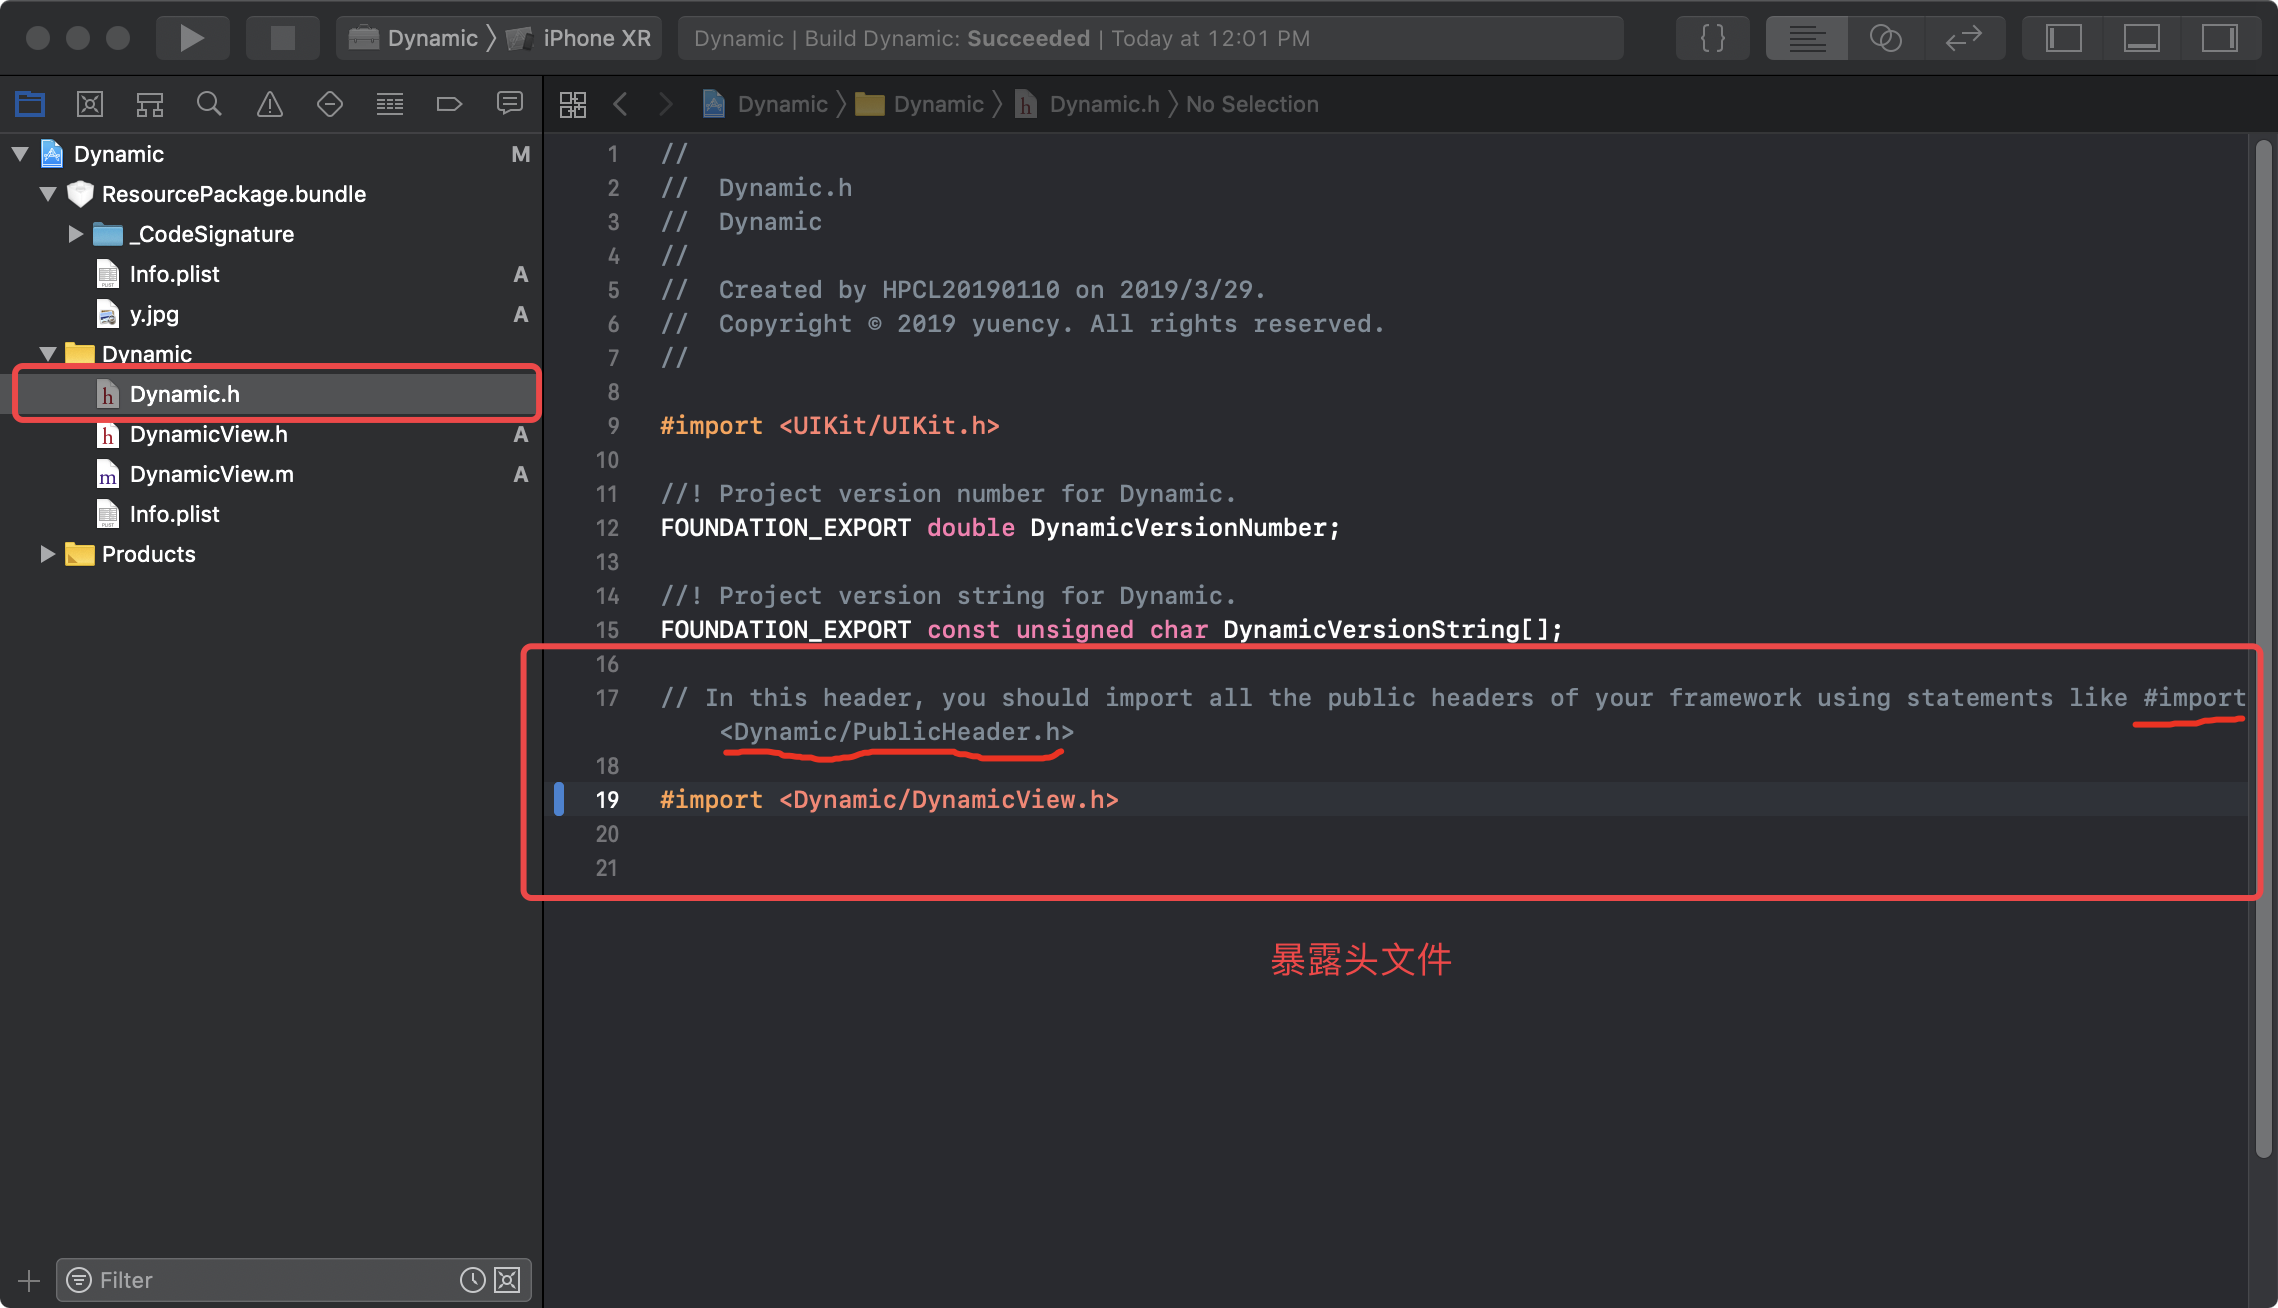 Dynamic 〉 iPhone XR
Dynamic | Build Dynamic: Succeeded | Today at 12:01 PM
{ }
Dynamic 〉 Dynamic 〉 h Dynamic.h 〉 No Selection
Dynamic M
ResourcePackage.bundle
_CodeSignature
Info.plist A
y.jpg A
Dynamic
h Dynamic.h
h DynamicView.h A
m DynamicView.m A
Info.plist
Products
Filter
1 //
2 //  Dynamic.h
3 //  Dynamic
4 //
5 //  Created by HPCL20190110 on 2019/3/29.
6 //  Copyright © 2019 yuency. All rights reserved.
7 //
8
9 #import <UIKit/UIKit.h>
10
11 //! Project version number for Dynamic.
12 FOUNDATION_EXPORT double DynamicVersionNumber;
13
14 //! Project version string for Dynamic.
15 FOUNDATION_EXPORT const unsigned char DynamicVersionString[];
16
17 // In this header, you should import all the public headers of your framework using statements like #import
<Dynamic/PublicHeader.h>
18
19 #import <Dynamic/DynamicView.h>
20
21
暴露头文件